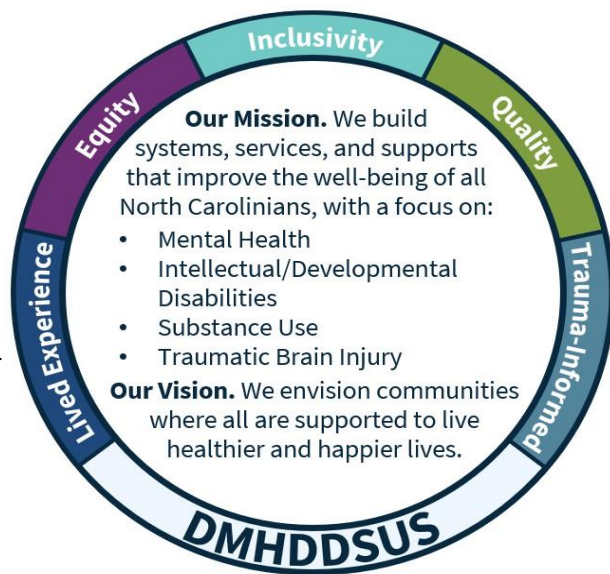 Inclusivity
Equity
Quality
Lived Experience
Trauma-Informed
Our Mission. We build
systems, services, and supports
that improve the well-being of all
North Carolinians, with a focus on:
• Mental Health
• Intellectual/Developmental
Disabilities
• Substance Use
• Traumatic Brain Injury
Our Vision. We envision communities
where all are supported to live
healthier and happier lives.
DMHDDSUS